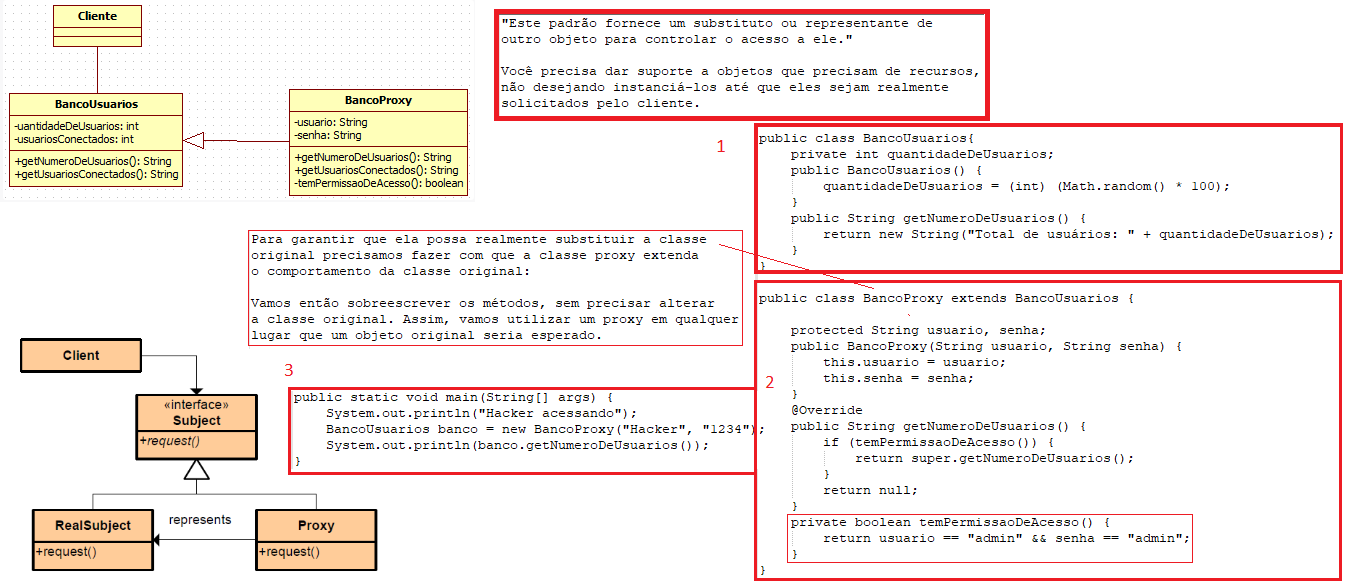 Cliente
BancoUsuarios
-uantidadeDeUsuarios: int
-usuariosConectados: int
+getNumeroDeUsuarios(): String
+getUsuariosConectados(): String
BancoProxy
-usuario: String
-senha: String
+getNumeroDeUsuarios(): String
+getUsuariosConectados(): String
-temPermissaoDeAcesso(): boolean
"Este padrão fornece um substituto ou representante de
outro objeto para controlar o acesso a ele."
Você precisa dar suporte a objetos que precisam de recursos,
não desejando instanciá-los até que eles sejam realmente
solicitados pelo cliente.
1
public class BancoUsuarios{
private int quantidadeDeUsuarios;
public BancoUsuarios() {
quantidadeDeUsuarios = (int) (Math.random() * 100);
}
public String getNumeroDeUsuarios() {
return new String("Total de usuários: " + quantidadeDeUsuarios);
}
}
Para garantir que ela possa realmente substituir a classe
original precisamos fazer com que a classe proxy extenda
o comportamento da classe original:
Vamos então sobreescrever os métodos, sem precisar alterar
a classe original. Assim, vamos utilizar um proxy em qualquer
lugar que um objeto original seria esperado.
2
public class BancoProxy extends BancoUsuarios {
protected String usuario, senha;
public BancoProxy(String usuario, String senha) {
this.usuario = usuario;
this.senha = senha;
}
@Override
public String getNumeroDeUsuarios() {
if (temPermissaoDeAcesso()) {
return super.getNumeroDeUsuarios();
}
return null;
}
private boolean temPermissaoDeAcesso() {
return usuario == "admin" && senha == "admin";
}
}
3
public static void main(String[] args) {
System.out.println("Hacker acessando");
BancoUsuarios banco = new BancoProxy("Hacker", "1234");
System.out.println(banco.getNumeroDeUsuarios());
}
Client
«interface»
Subject
+request()
RealSubject
+request()
represents
Proxy
+request()